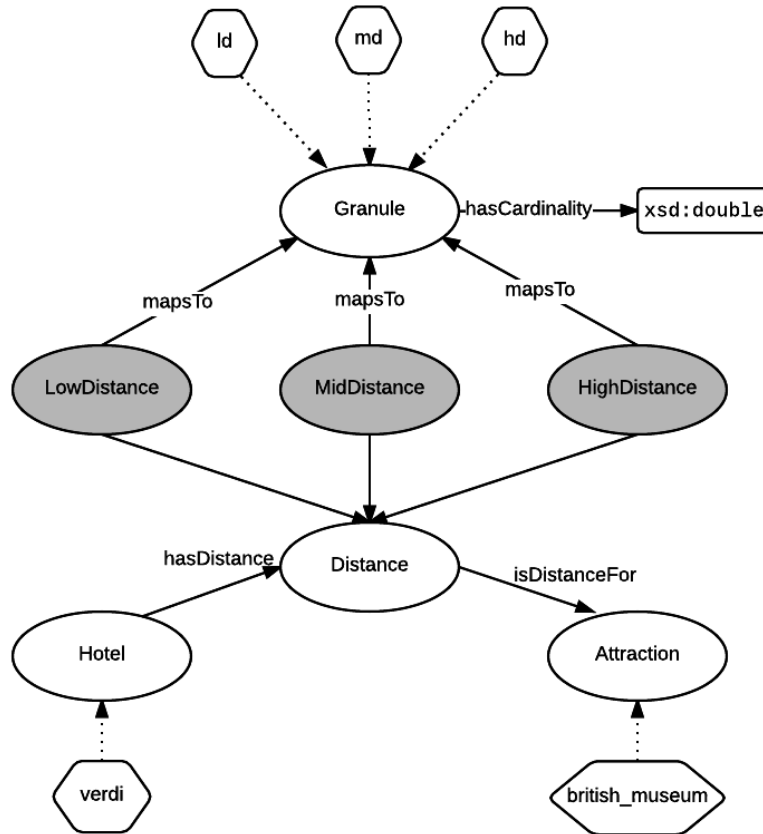 ld
md
hd
Granule
hasCardinality
xsd:double
mapsTo
mapsTo
mapsTo
LowDistance
MidDistance
HighDistance
hasDistance
Distance
isDistanceFor
Hotel
Attraction
verdi
british_museum